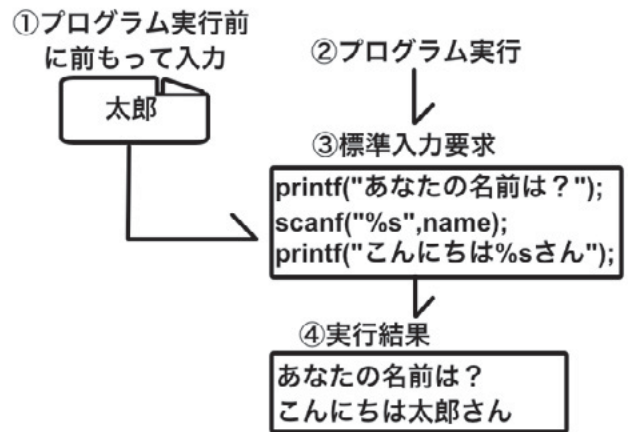 ①プログラム実行前
に前もって入力
太郎
②プログラム実行
③標準入力要求
printf("あなたの名前は？");
scanf("%s",name);
printf("こんにちは%sさん");
④実行結果
あなたの名前は？
こんにちは太郎さん